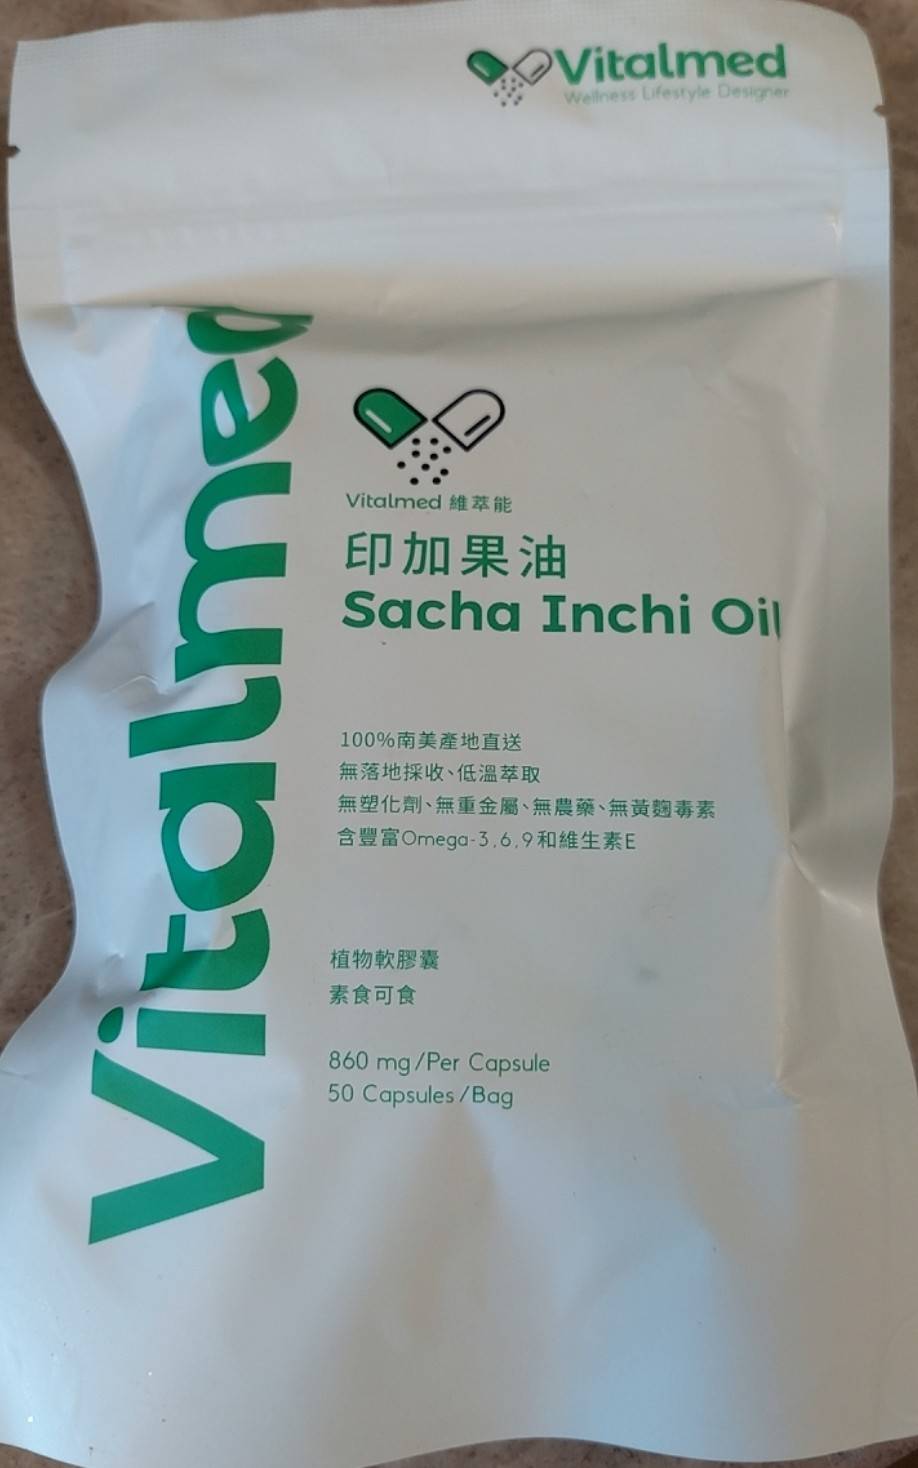 Vitalmed
Wellness Lifestyle Designer
Vitalmed
Vitalmed 維萃能
印加果油
Sacha Inchi Oil
100%南美產地直送
無落地採收、低溫萃取
無塑化劑、無重金屬、無農藥、無黃麴毒素
含豐富Omega-3,6,9和維生素E
植物軟膠囊
素食可食
860 mg/Per Capsule
50 Capsules/Bag